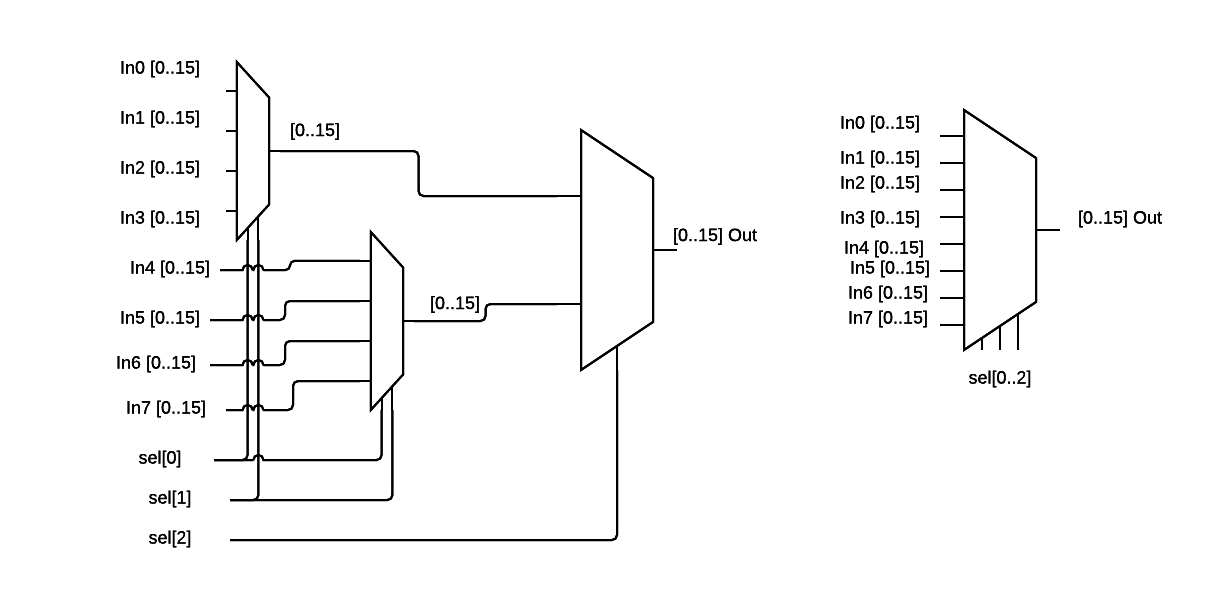 In0 [0..15]
In1 [0..15]
[0..15]
In2 [0..15]
In3 [0..15]
In4 [0..15]
[0..15]
In5 [0..15]
In6 [0..15]
In7 [0..15]
sel[0]
sel[1]
sel[2]
[0..15] Out
In0 [0..15]
In1 [0..15]
In2 [0..15]
In3 [0..15]
In4 [0..15]
In5 [0..15]
In6 [0..15]
In7 [0..15]
[0..15] Out
sel[0..2]